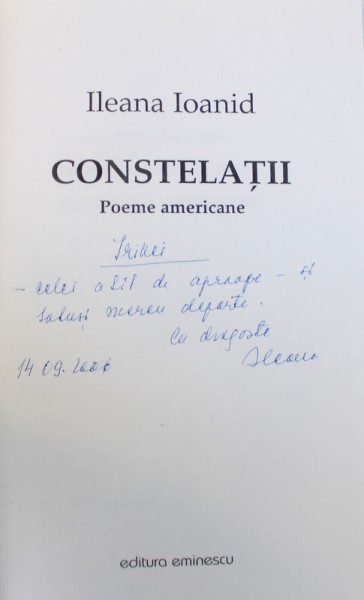 Ileana Ioanid
CONSTELAȚII
Poeme americane
- celei atît de aproape - și
totuși mereu departe.
Cu dragoste
Ileana
14 09.2006
editura eminescu